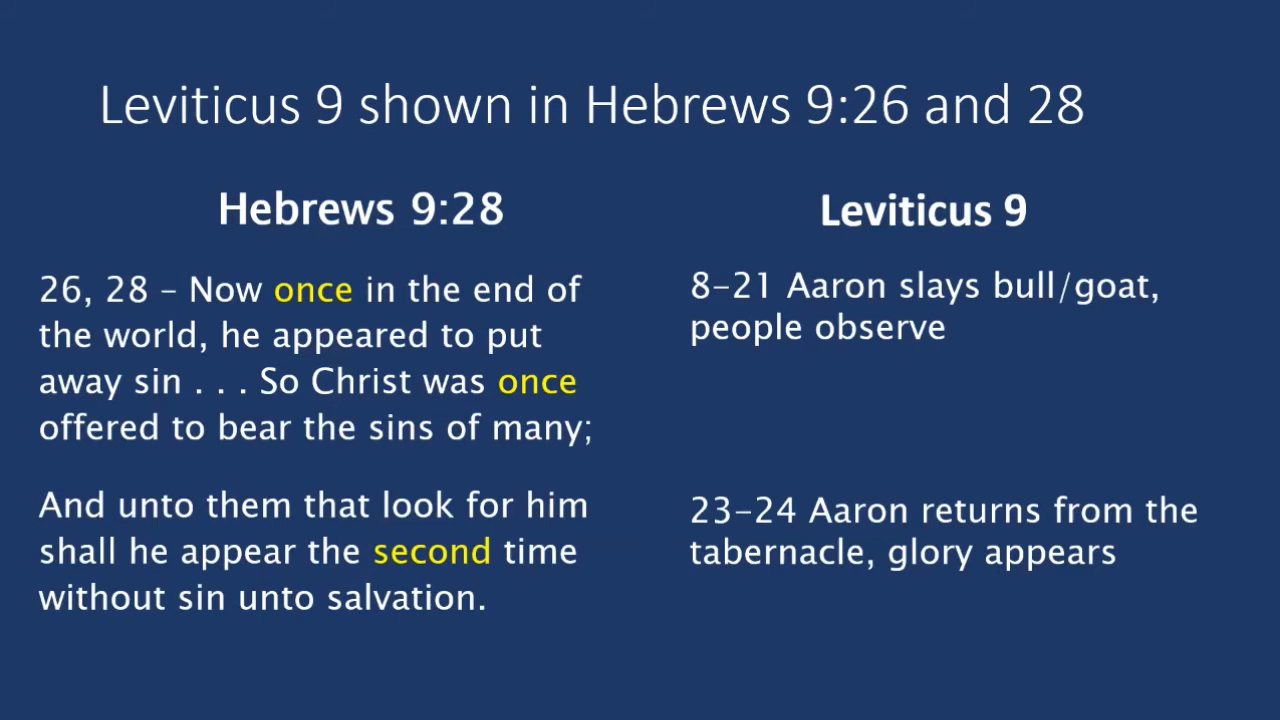 Leviticus 9 shown in Hebrews 9:26 and 28
Hebrews 9:28
26, 28 – Now once in the end of
the world, he appeared to put
away sin . . . So Christ was once
offered to bear the sins of many;
And unto them that look for him
shall he appear the second time
without sin unto salvation.
Leviticus 9
8–21 Aaron slays bull/goat,
people observe
23–24 Aaron returns from the
tabernacle, glory appears